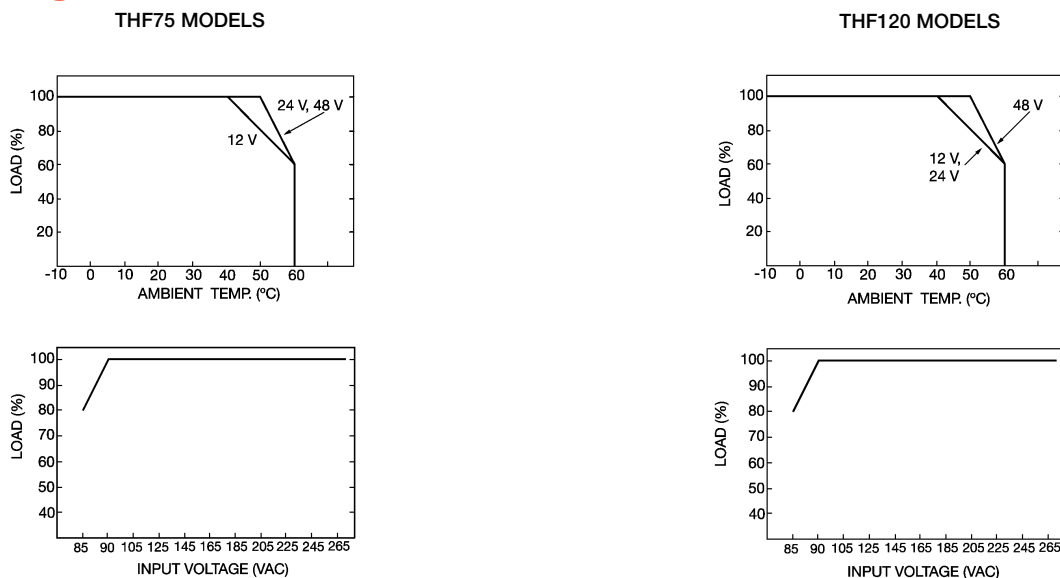 THF75 MODELS
100
80
60
40
20
LOAD (%)
24 V, 48 V
12 V
-10 0 10 20 30 40 50 60
AMBIENT TEMP. (ºC)
100
90
80
70
60
50
40
LOAD (%)
85 90 105 125 145 165 185 205 225 245 265
INPUT VOLTAGE (VAC)
THF120 MODELS
100
80
60
40
20
LOAD (%)
48 V
12 V,
24 V
-10 0 10 20 30 40 50 60
AMBIENT TEMP. (ºC)
100
90
80
70
60
50
40
LOAD (%)
85 90 105 125 145 165 185 205 225 245 265
INPUT VOLTAGE (VAC)